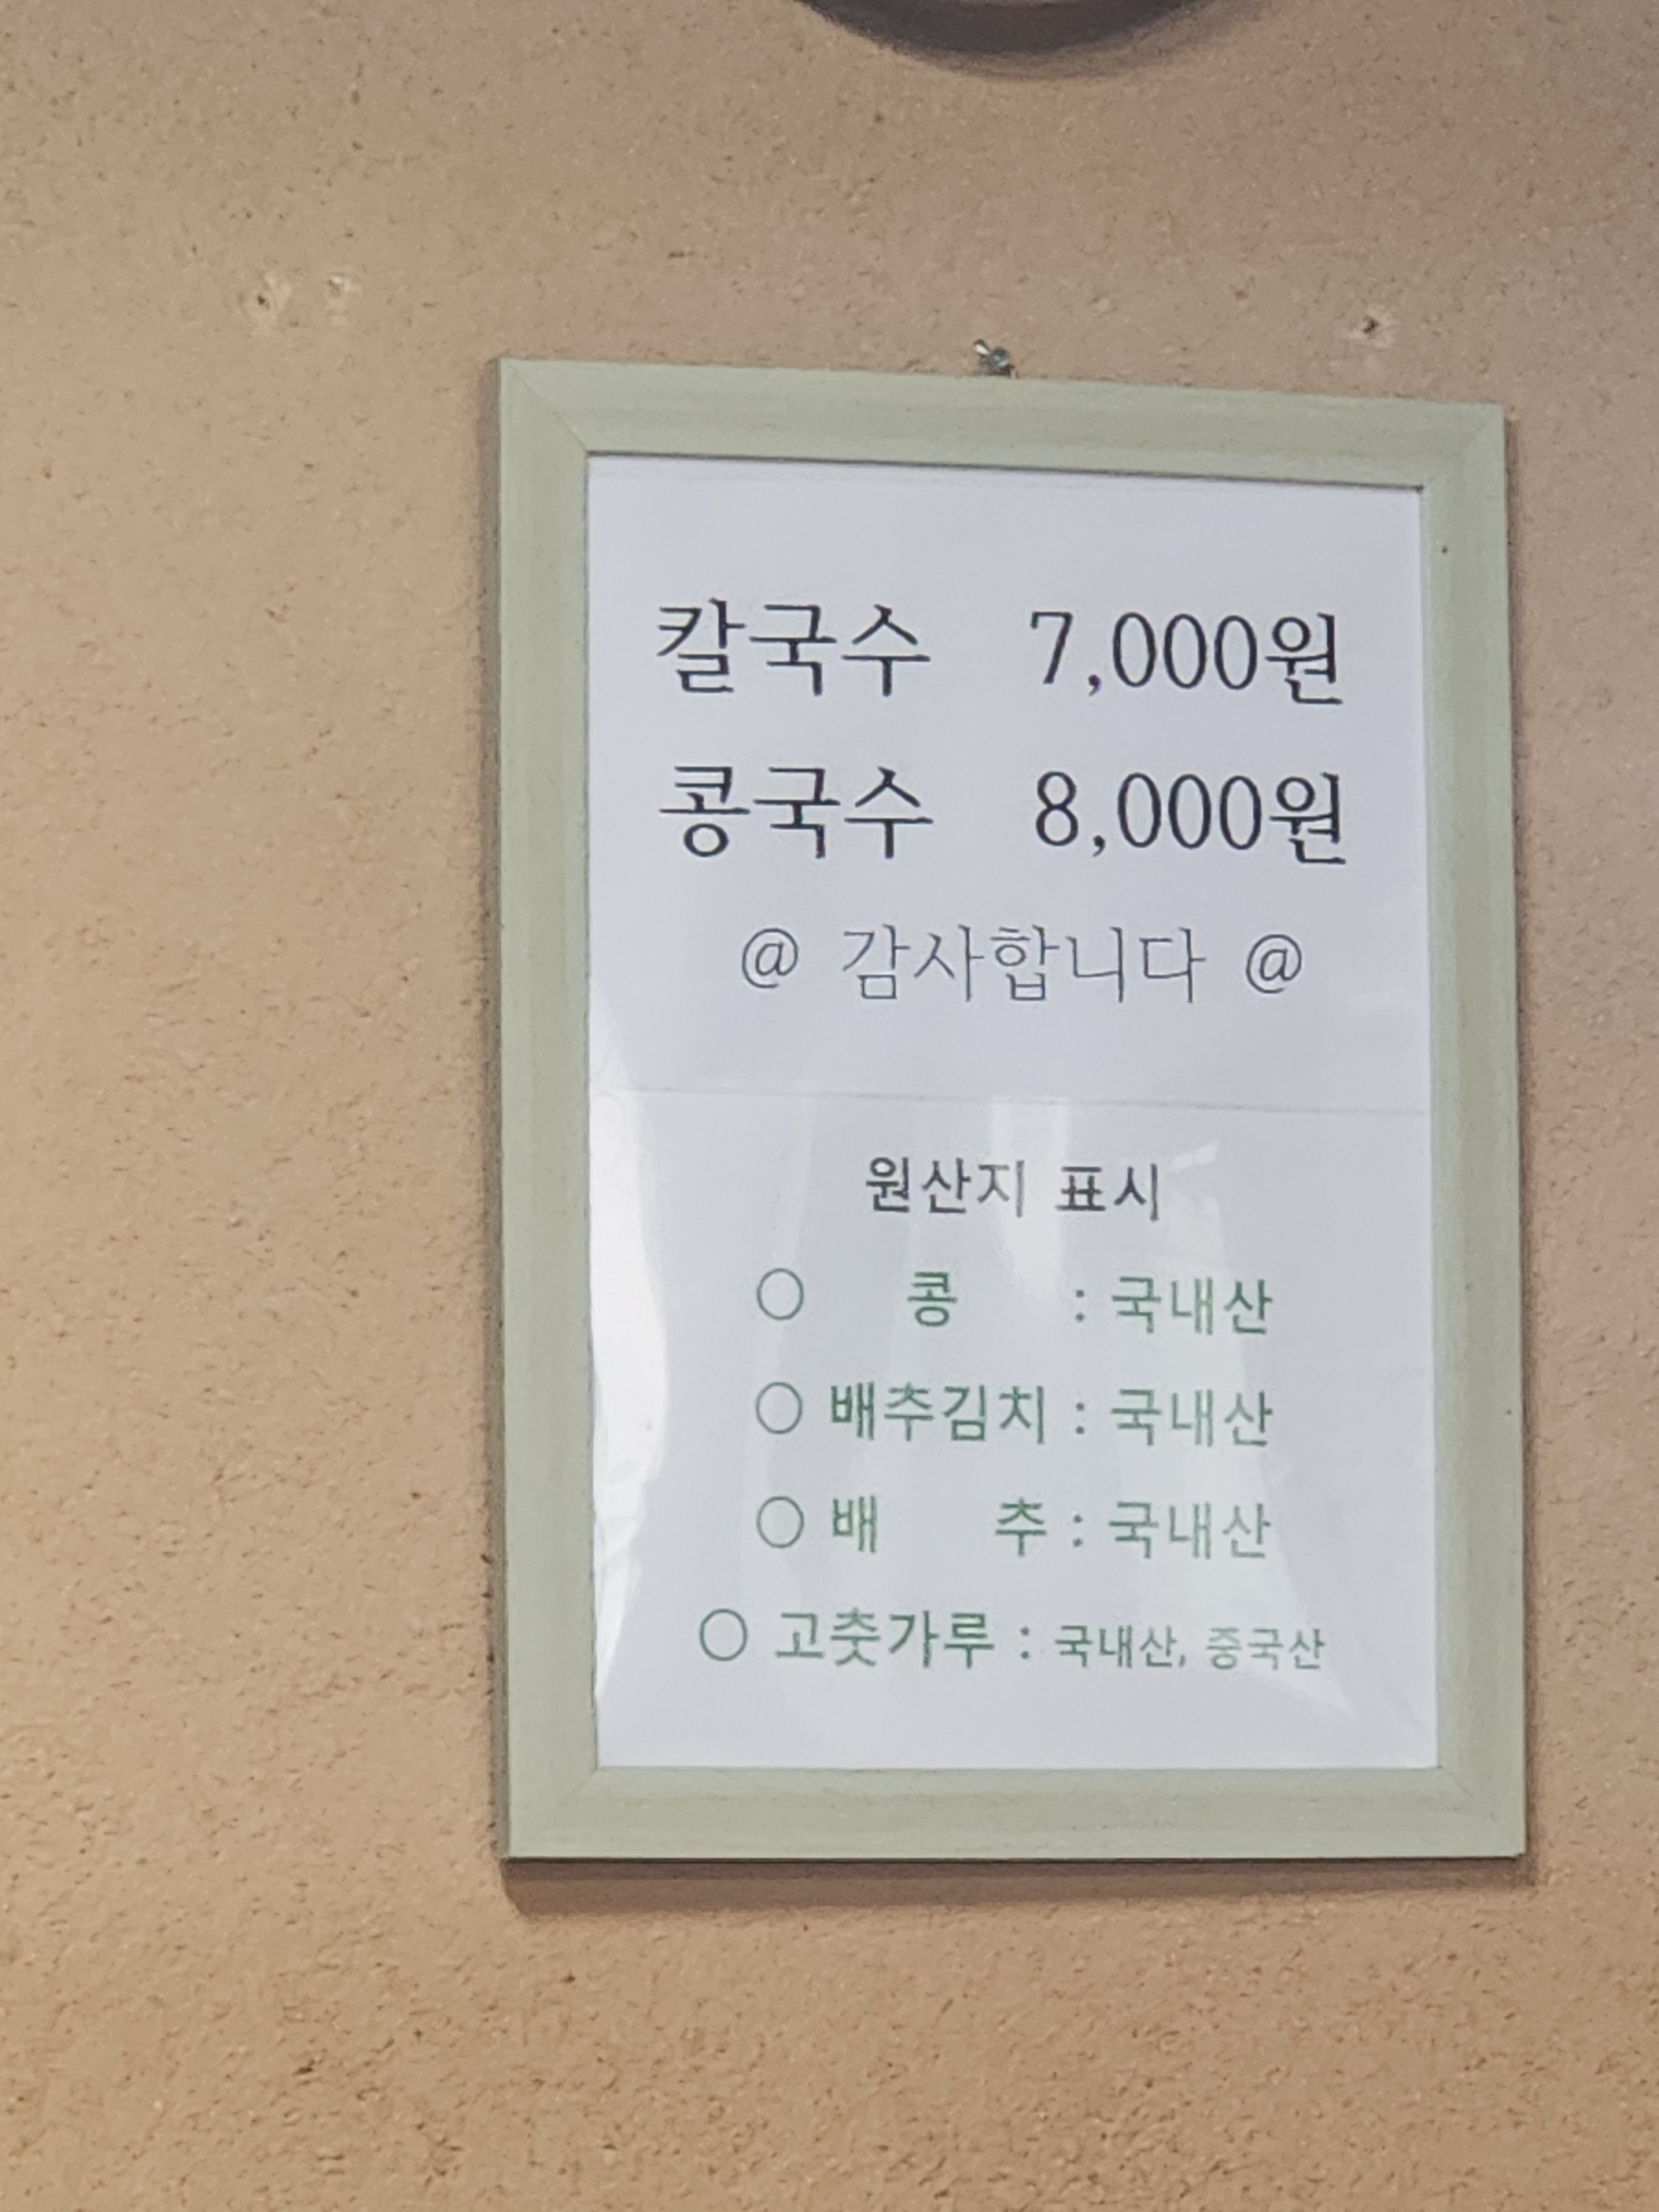 칼국수 7,000원
콩국수 8,000원
@ 감사합니다 @
원산지 표시
○ 콩 : 국내산
○ 배추김치 : 국내산
○ 배 추 : 국내산
○ 고춧가루 : 국내산, 중국산